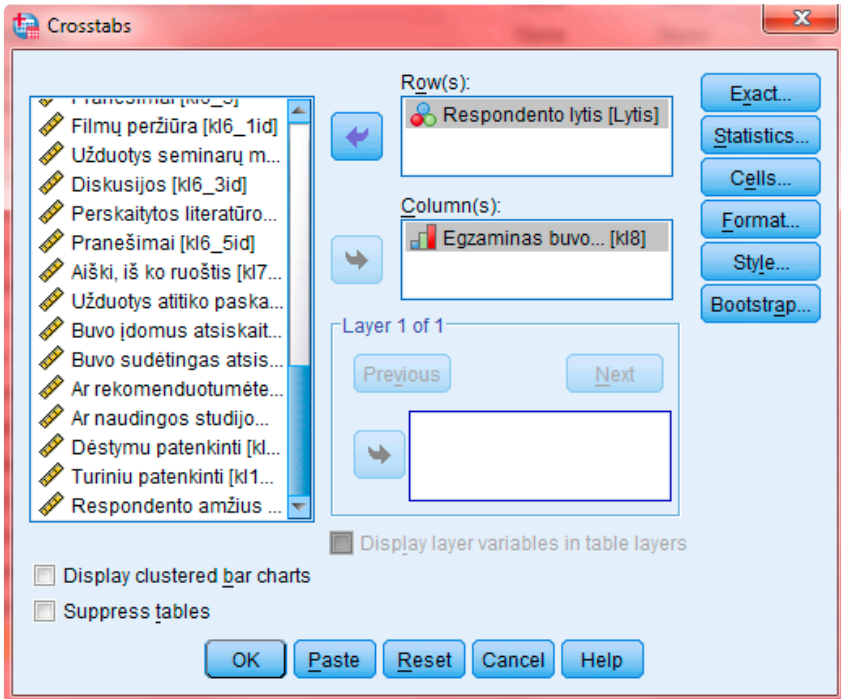 Crosstabs
Filmų peržiūra [kl6_1id]
Užduotys seminarų m...
Diskusijos [kl6_3id]
Perskaitytos literatūro...
Pranešimai [kl6_5id]
Aiški, iš ko ruoštis [kl7...
Užduotys atitiko paska...
Buvo įdomus atsiskait...
Buvo sudėtingas atsis...
Ar rekomenduotumėte...
Ar naudingos studijo...
Dėstymu patenkinti [kl...
Turiniu patenkinti [kl1...
Respondento amžius ...
Row(s):
Respondento lytis [Lytis]
Column(s):
Egzaminas buvo... [kl8]
Layer 1 of 1
Previous
Next
Display layer variables in table layers
Exact...
Statistics...
Cells...
Format...
Style...
Bootstrap...
Display clustered bar charts
Suppress tables
OK
Paste
Reset
Cancel
Help